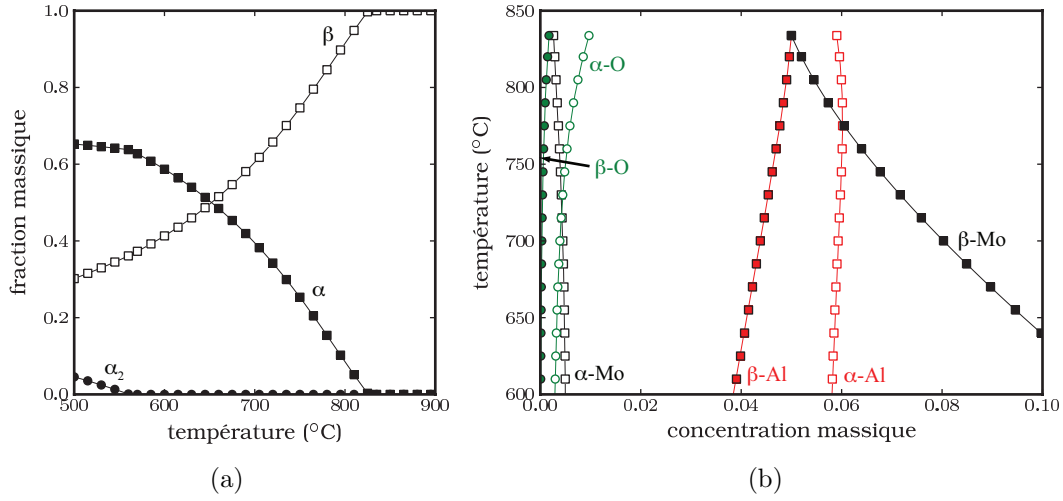 1.0
0.8
0.6
0.4
0.2
0.0
500
600
700
800
900
fraction massique
température (°C)
β
α
α2
(a)
850
800
750
700
650
600
0.00
0.02
0.04
0.06
0.08
0.10
température (°C)
concentration massique
α-O
β-O
β-Mo
α-Mo
β-Al
α-Al
(b)